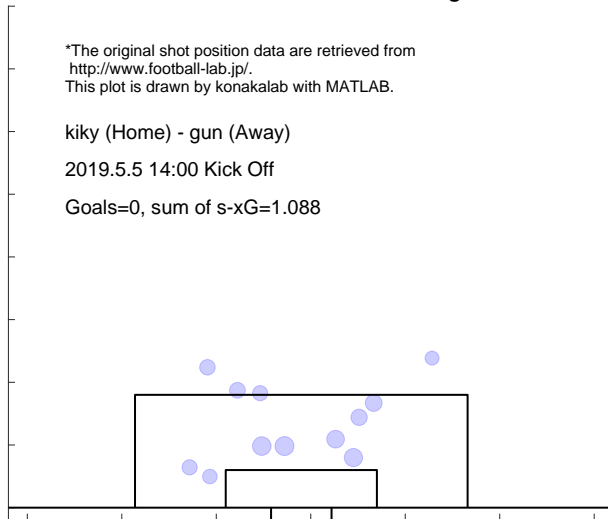 *The original shot position data are retrieved from
http://www.football-lab.jp/.
This plot is drawn by konakalab with MATLAB.
kiky (Home) - gun (Away)
2019.5.5 14:00 Kick Off
Goals=0, sum of s-xG=1.088